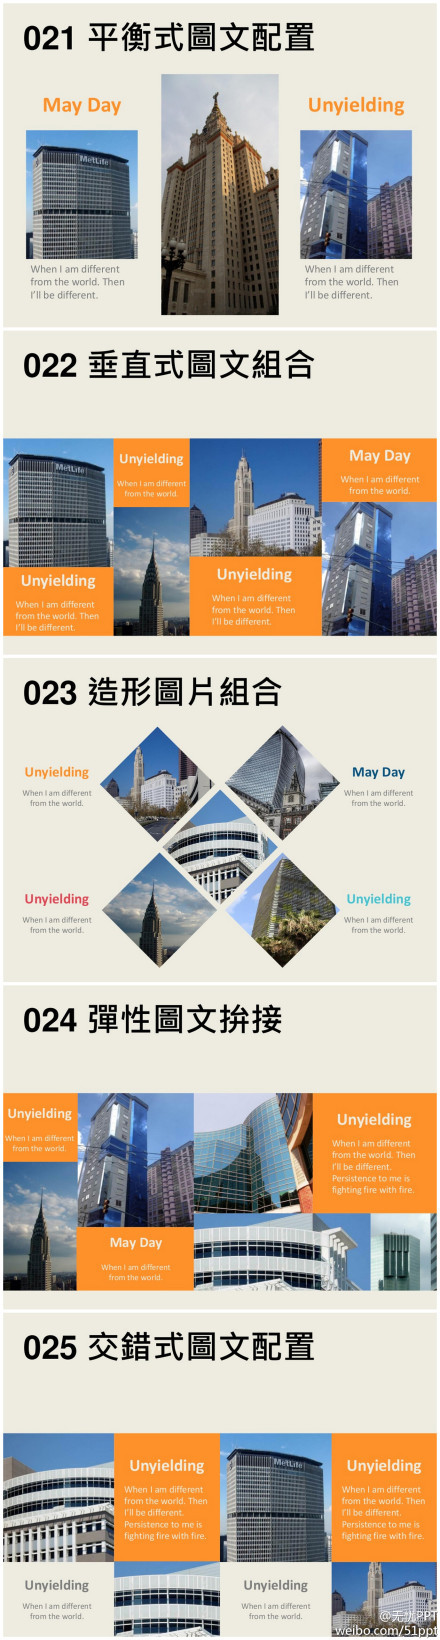 021 平衡式圖文配置
May Day
MetLife
When I am different
from the world. Then
I'll be different.
Unyielding
When I am different
from the world. Then
I'll be different.
022 垂直式圖文組合
MetLife
Unyielding
When I am different
from the world. Then
I'll be different.
Unyielding
When I am different
from the world.
Unyielding
When I am different
from the world. Then
I'll be different.
May Day
When I am different
from the world.
023 造形圖片組合
Unyielding
When I am different
from the world.
May Day
When I am different
from the world.
Unyielding
When I am different
from the world.
Unyielding
When I am different
from the world.
024 彈性圖文拚接
Unyielding
When I am different
from the world.
May Day
When I am different
from the world.
Unyielding
When I am different
from the world. Then
I'll be different.
Persistence to me is
fighting fire with fire.
025 交錯式圖文配置
Unyielding
When I am different
from the world. Then
I'll be different.
Persistence to me is
fighting fire with fire.
MetLife
Unyielding
When I am different
from the world. Then
I'll be different.
Persistence to me is
fighting fire with fire.
Unyielding
When I am different
from the world.
Unyielding
When I am different
from the world.
@无忧PPT
weibo.com/51ppt